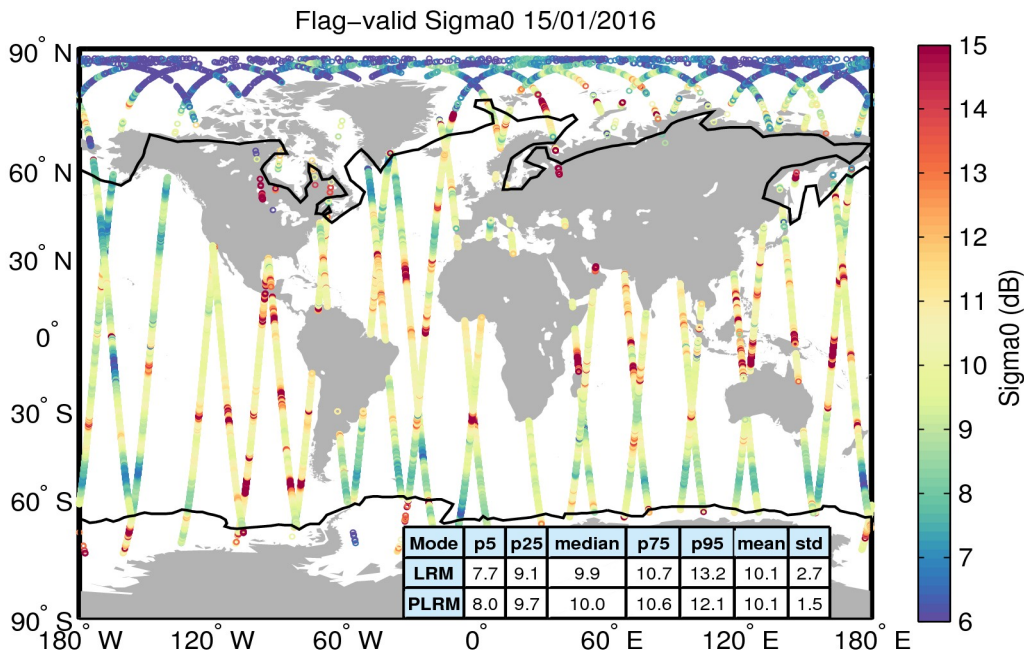 Flag−valid Sigma0 15/01/2016
90° N
60° N
30° N
0°
30° S
60° S
90° S
180° W
120° W
60° W
0°
60° E
120° E
180° E
Mode p5 p25 median p75 p95 mean std
LRM 7.7 9.1 9.9 10.7 13.2 10.1 2.7
PLRM 8.0 9.7 10.0 10.6 12.1 10.1 1.5
15
14
13
12
11
10
9
8
7
6
Sigma0 (dB)